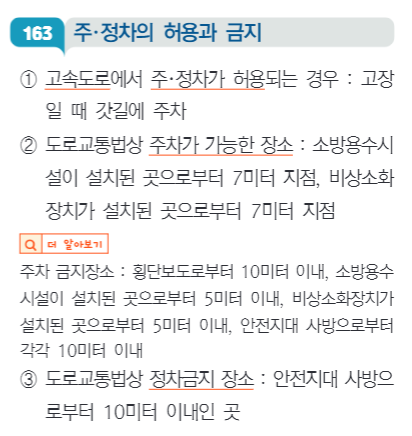 163 주·정차의 허용과 금지
① 고속도로에서 주·정차가 허용되는 경우 : 고장
일 때 갓길에 주차
② 도로교통법상 주차가 가능한 장소 : 소방용수시
설이 설치된 곳으로부터 7미터 지점, 비상소화
장치가 설치된 곳으로부터 7미터 지점
더 알아보기
주차 금지장소 : 횡단보도로부터 10미터 이내, 소방용수
시설이 설치된 곳으로부터 5미터 이내, 비상소화장치가
설치된 곳으로부터 5미터 이내, 안전지대 사방으로부터
각각 10미터 이내
③ 도로교통법상 정차금지 장소 : 안전지대 사방으
로부터 10미터 이내인 곳